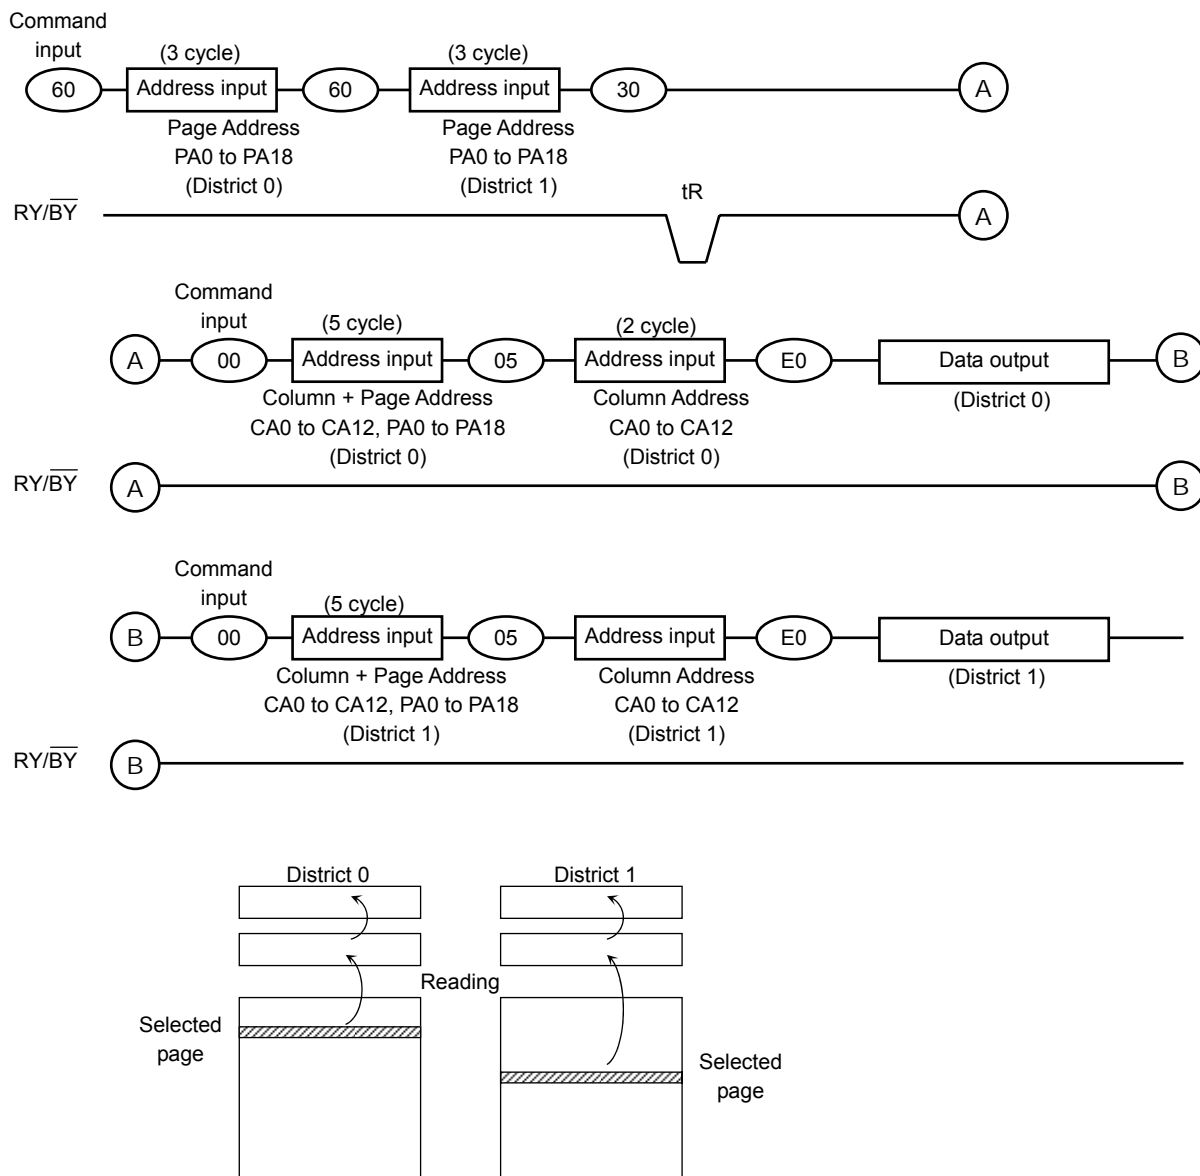 Command
input
(3 cycle)
(3 cycle)
60
Address input
60
Address input
30
A
Page Address
PA0 to PA18
(District 0)
Page Address
PA0 to PA18
(District 1)
tR
RY/B̅Y̅
A
Command
input
(5 cycle)
(2 cycle)
A
00
Address input
05
Address input
E0
Data output
B
Column + Page Address
CA0 to CA12, PA0 to PA18
(District 0)
Column Address
CA0 to CA12
(District 0)
(District 0)
RY/B̅Y̅
A
B
Command
input
(5 cycle)
B
00
Address input
05
Address input
E0
Data output
Column + Page Address
CA0 to CA12, PA0 to PA18
(District 1)
Column Address
CA0 to CA12
(District 1)
(District 1)
RY/B̅Y̅
B
District 0
District 1
Reading
Selected
page
Selected
page